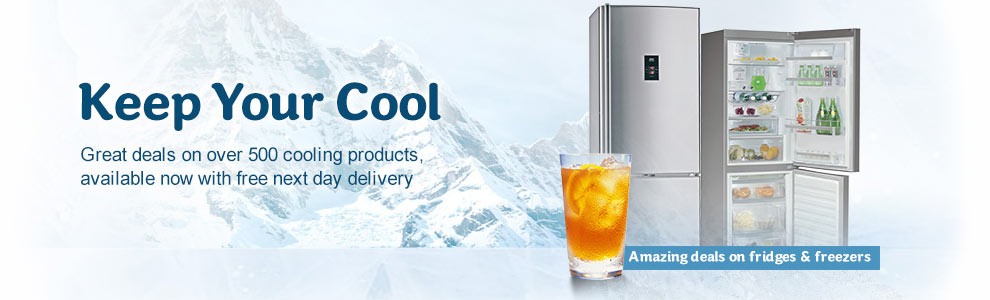 Keep Your Cool
Great deals on over 500 cooling products,
available now with free next day delivery
Amazing deals on fridges & freezers